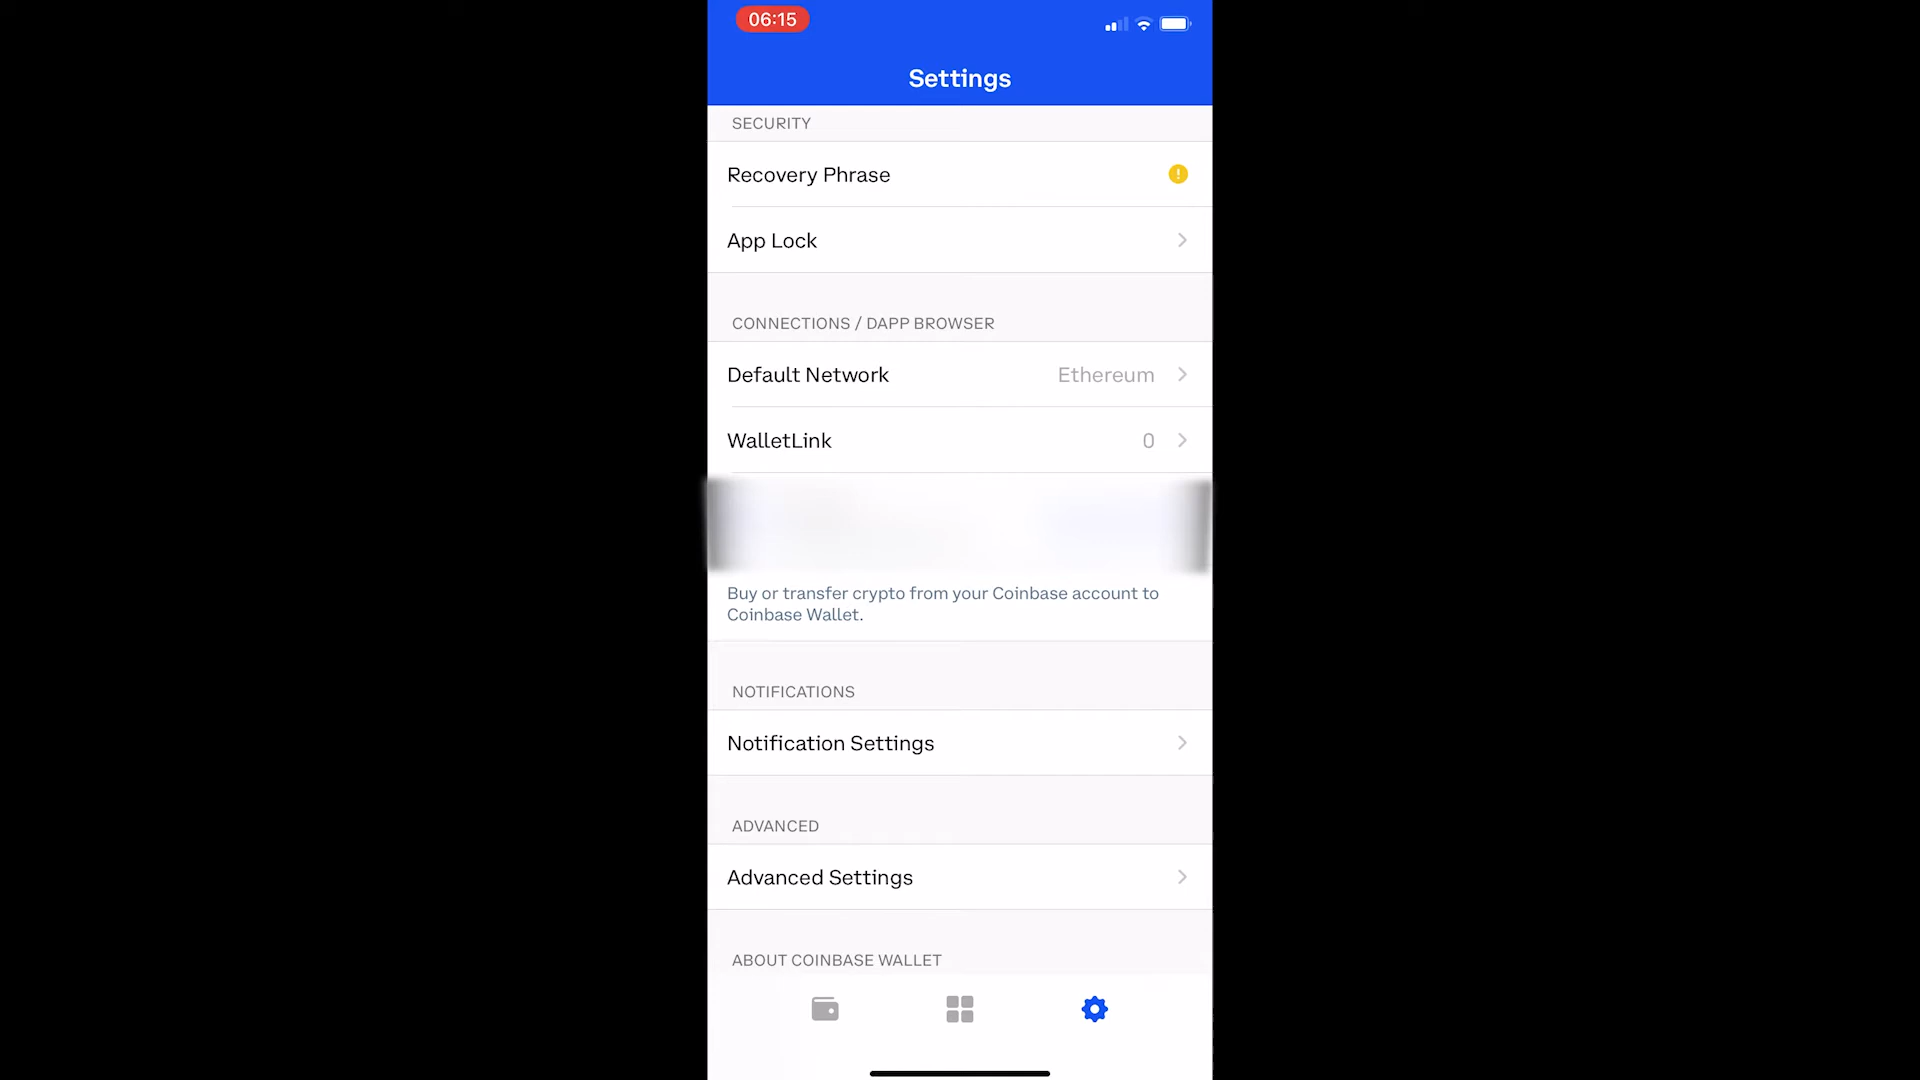 06:15
Settings
SECURITY
Recovery Phrase
App Lock
CONNECTIONS / DAPP BROWSER
Default Network Ethereum
WalletLink 0
Buy or transfer crypto from your Coinbase account to
Coinbase Wallet.
NOTIFICATIONS
Notification Settings
ADVANCED
Advanced Settings
ABOUT COINBASE WALLET